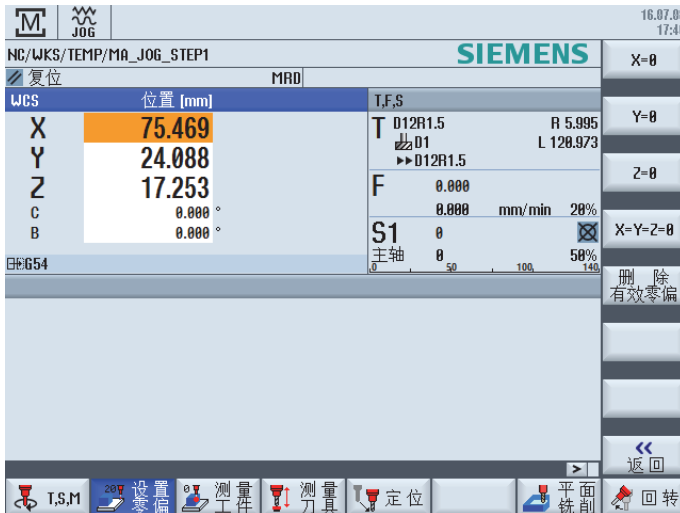 M
JOG
16.07.0
17:4
NC/WKS/TEMP/MA_JOG_STEP1
SIEMENS
复位
MRD
WCS
位置 [mm]
X 75.469
Y 24.088
Z 17.253
C 0.000 °
B 0.000 °
G54
T,F,S
T D12R1.5 R 5.995
D1 L 120.973
▸▸D12R1.5
F 0.000
0.000 mm/min 20%
S1 0
主轴 0 50%
0 50 100 140
X=0
Y=0
Z=0
X=Y=Z=0
删 除
有效零偏
«
返回
>
T,S,M
设置
零偏
测量
工件
测量
刀具
定位
平面
铣削
回转